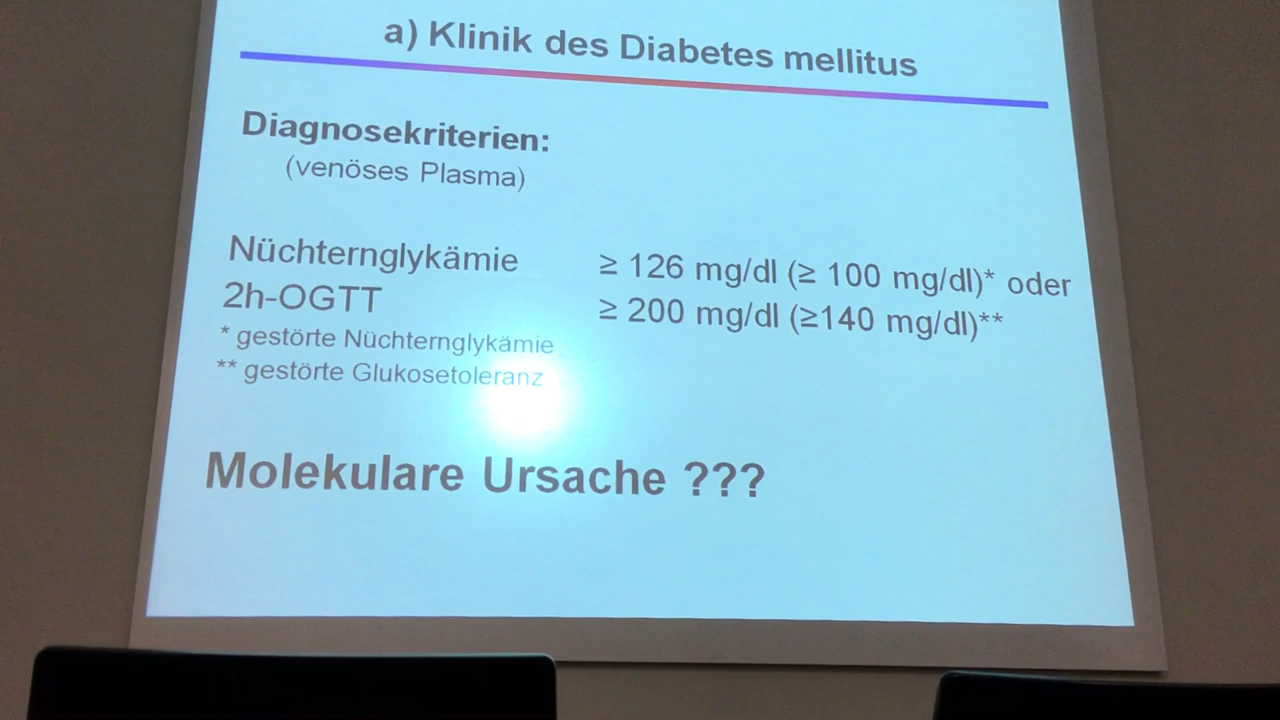 a) Klinik des Diabetes mellitus
Diagnosekriterien:
(venöses Plasma)
Nüchternglykämie ≥ 126 mg/dl (≥ 100 mg/dl)* oder
2h-OGTT ≥ 200 mg/dl (≥140 mg/dl)**
* gestörte Nüchternglykämie
** gestörte Glukosetoleranz
Molekulare Ursache ???